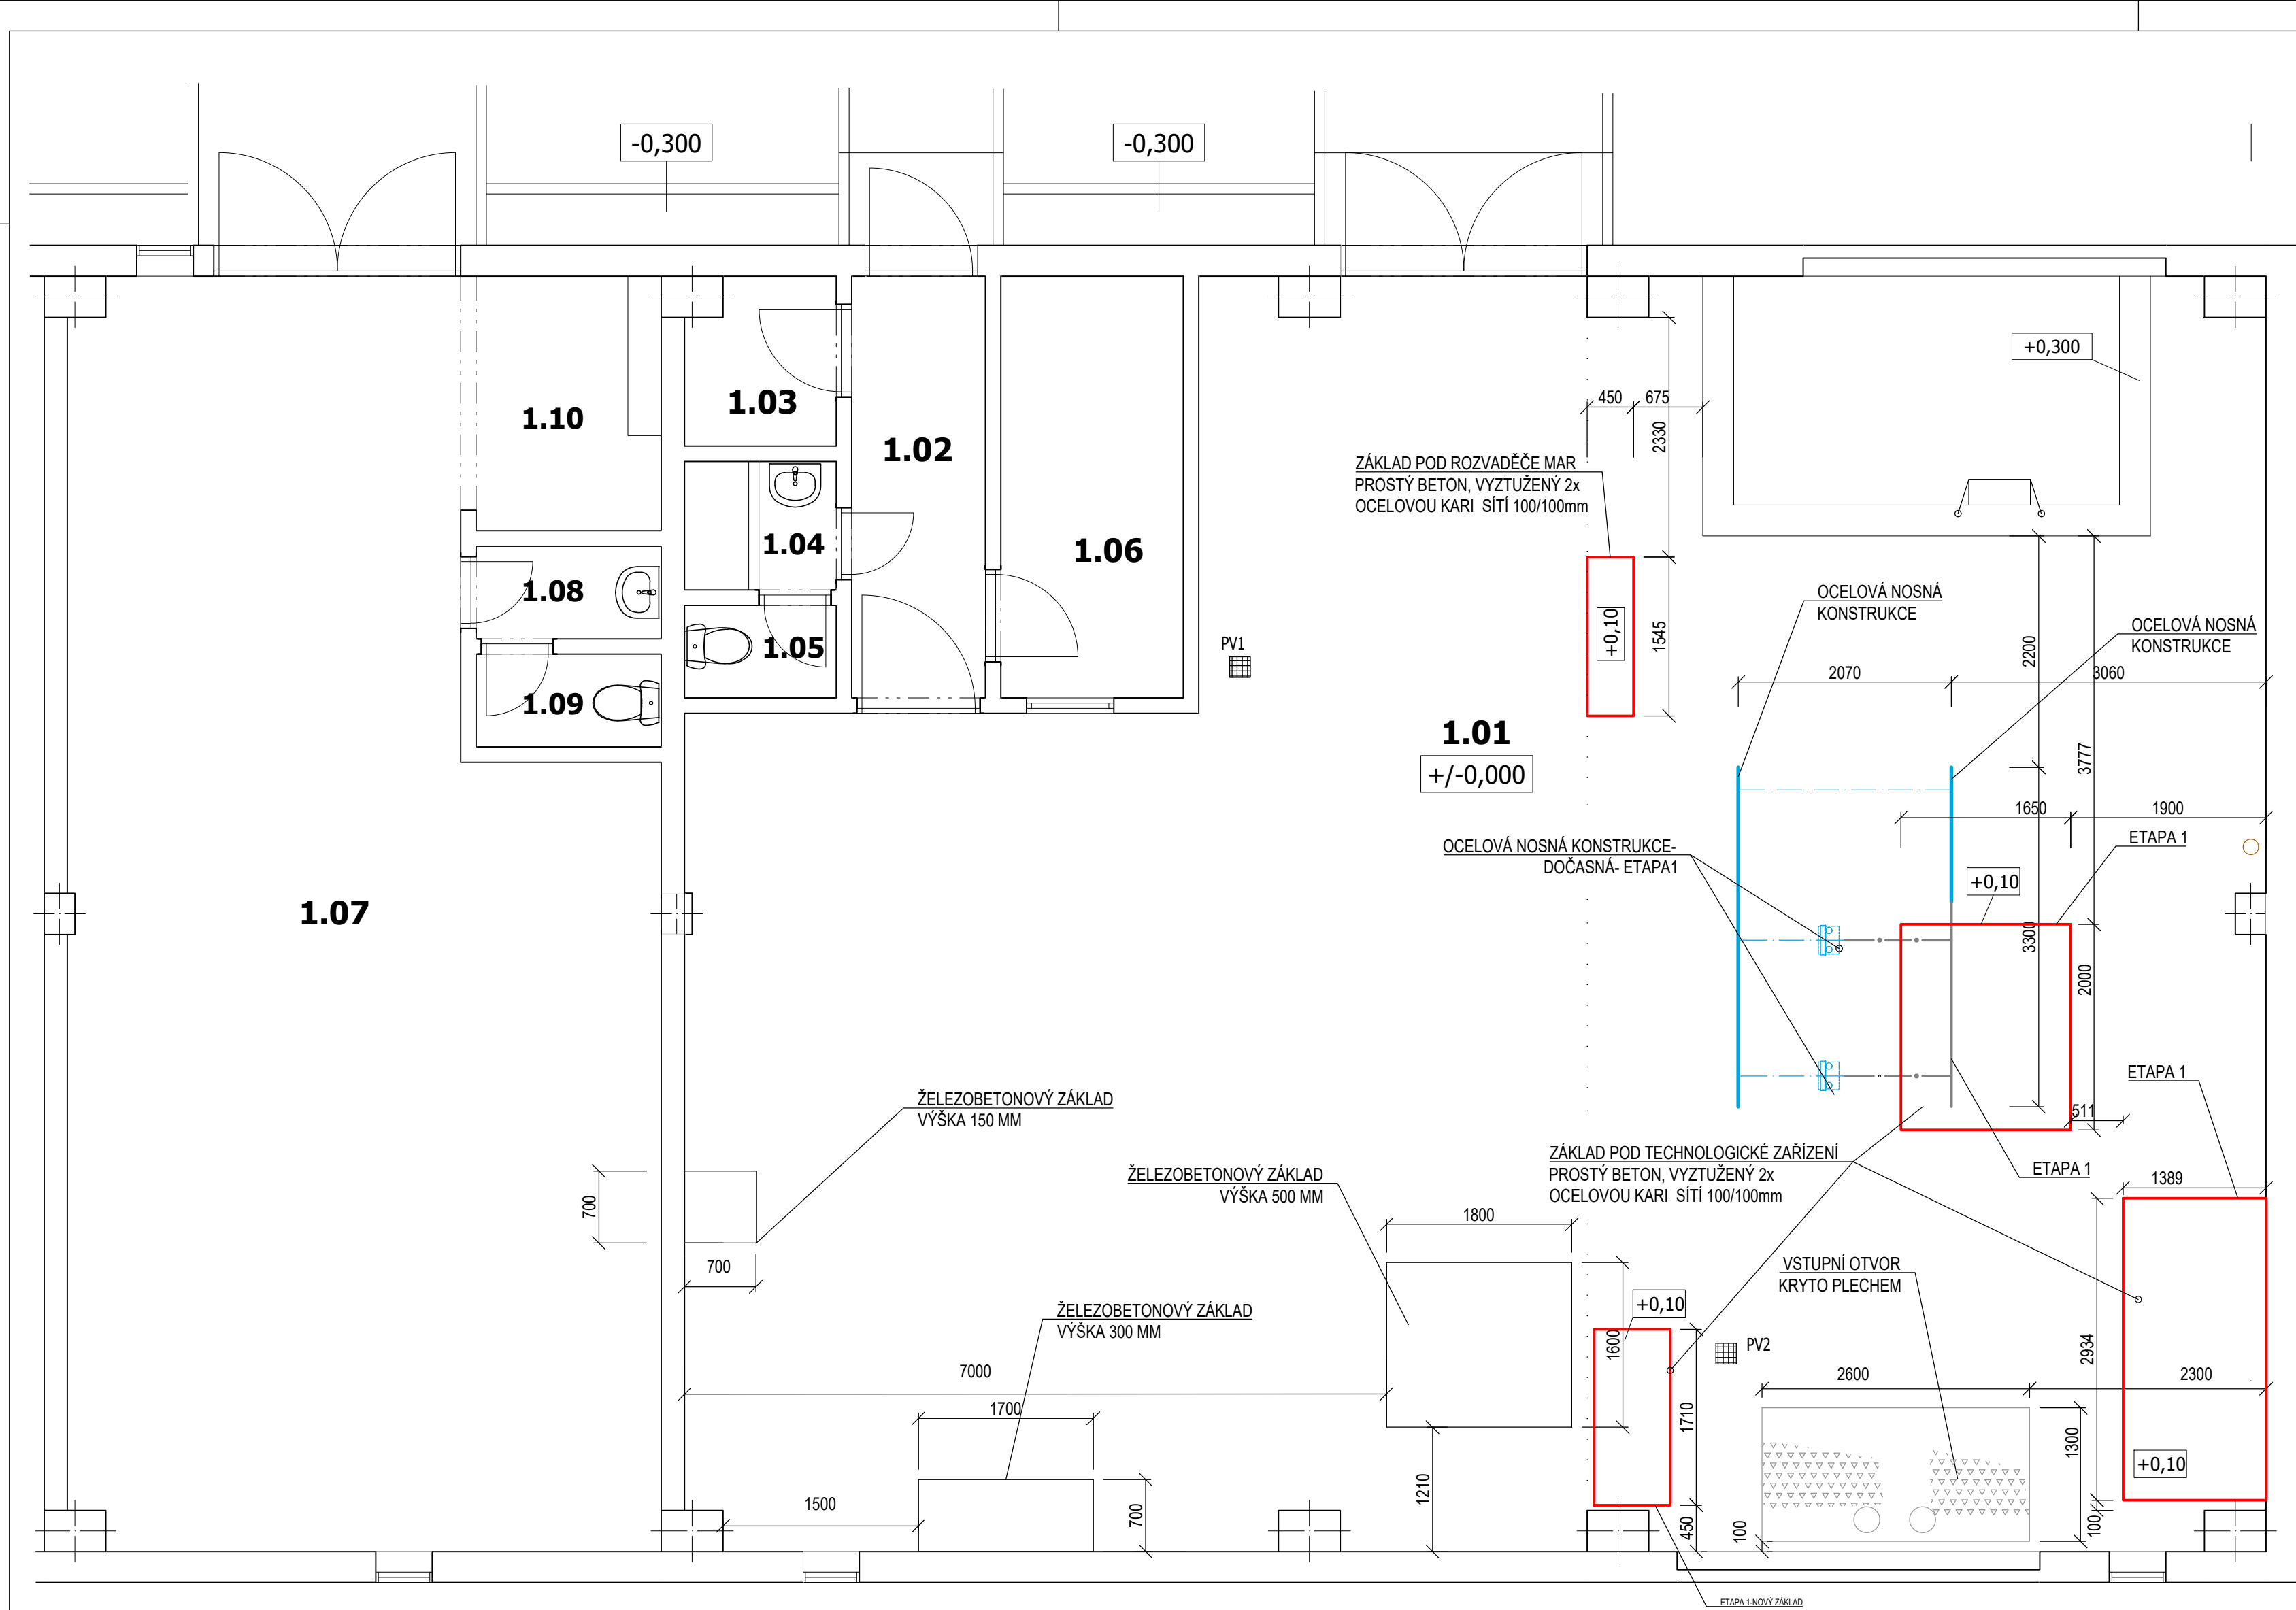 -0,300
-0,300
+0,300
450
675
2330
1.10
1.03
1.02
ZÁKLAD POD ROZVADĚČE MAR
PROSTÝ BETON, VYZTUŽENÝ 2x
OCELOVOU KARI SÍTÍ 100/100mm
1.04
1.06
1.08
1.05
1.09
PV1
+0,10
1545
OCELOVÁ NOSNÁ
KONSTRUKCE
OCELOVÁ NOSNÁ
KONSTRUKCE
2200
2070
3060
1.01
+/-0,000
3777
1650
1900
ETAPA 1
OCELOVÁ NOSNÁ KONSTRUKCE-
DOČASNÁ- ETAPA1
+0,10
1.07
3300
2000
ETAPA 1
511
ŽELEZOBETONOVÝ ZÁKLAD
VÝŠKA 150 MM
ZÁKLAD POD TECHNOLOGICKÉ ZAŘÍZENÍ
PROSTÝ BETON, VYZTUŽENÝ 2x
OCELOVOU KARI SÍTÍ 100/100mm
ETAPA 1
1389
ŽELEZOBETONOVÝ ZÁKLAD
VÝŠKA 500 MM
700
1800
700
VSTUPNÍ OTVOR
KRYTO PLECHEM
ŽELEZOBETONOVÝ ZÁKLAD
VÝŠKA 300 MM
+0,10
1600
PV2
2934
7000
2600
2300
1700
1710
1300
+0,10
1210
1500
700
450
100
100
ETAPA 1-NOVÝ ZÁKLAD